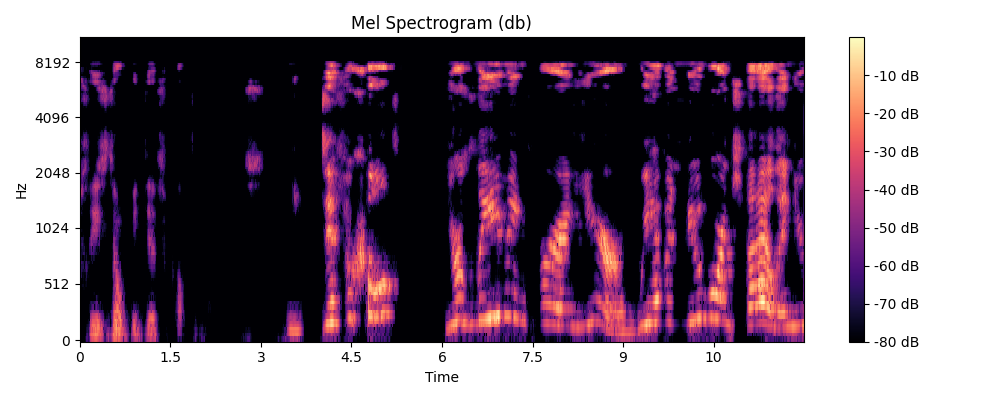 Mel Spectrogram (db)
Hz
8192
4096
2048
1024
512
0
0 1.5 3 4.5 6 7.5 9 10
Time
-10 dB
-20 dB
-30 dB
-40 dB
-50 dB
-60 dB
-70 dB
-80 dB